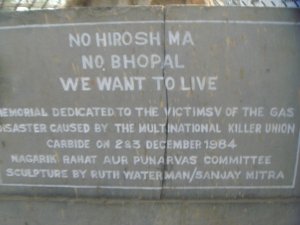 NO HIROSH MA
NO BHOPAL
WE WANT TO LIVE
MEMORIAL DEDICATED TO THE VICTIMSV OF THE GAS
DISASTER CAUSED BY THE MULTINATIONAL KILLER UNION
CARBIDE ON 2&3 DECEMBER 1984
NAGARIK RAHAT AUR PUNARVAS COMMITTEE
SCULPTURE BY RUTH WATERMAN/SANJAY MITRA